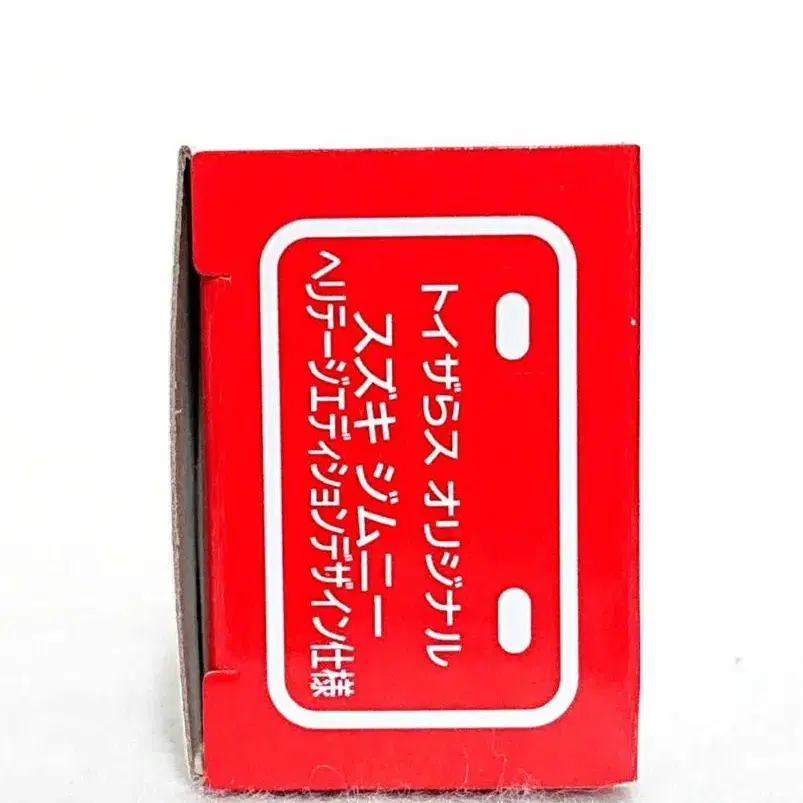 トイザらス オリジナル
スズキ ジムニー
ヘリテージエディションデザイン仕様